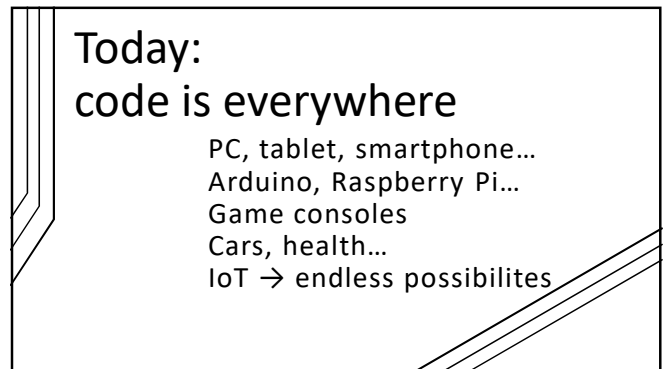 Today:
code is everywhere
PC, tablet, smartphone…
Arduino, Raspberry Pi…
Game consoles
Cars, health…
IoT → endless possibilites